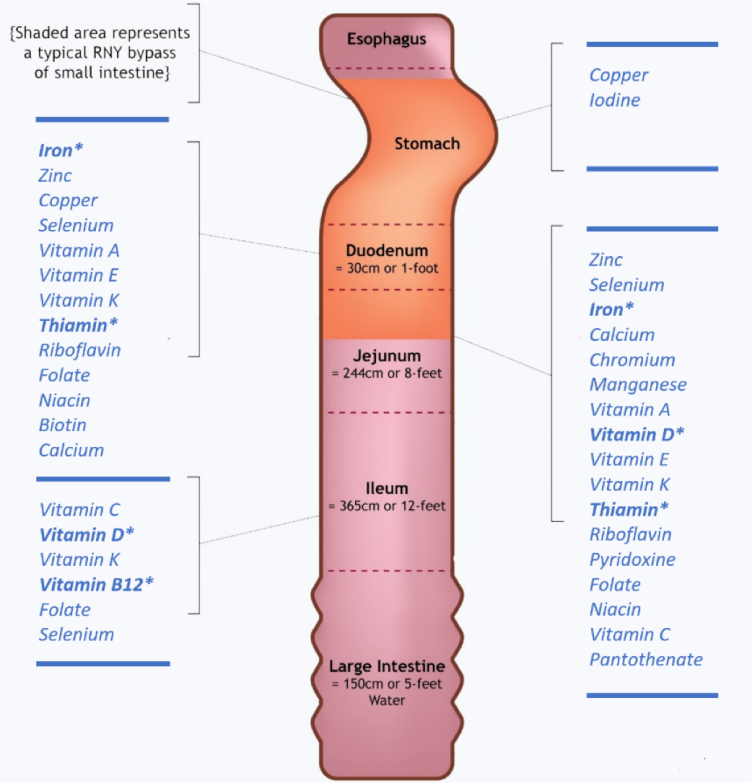 {Shaded area represents
a typical RNY bypass
of small intestine}
Iron*
Zinc
Copper
Selenium
Vitamin A
Vitamin E
Vitamin K
Thiamin*
Riboflavin
Folate
Niacin
Biotin
Calcium
Vitamin C
Vitamin D*
Vitamin K
Vitamin B12*
Folate
Selenium
Esophagus
Stomach
Duodenum
= 30cm or 1-foot
Jejunum
= 244cm or 8-feet
Ileum
= 365cm or 12-feet
Large Intestine
= 150cm or 5-feet
Water
Copper
Iodine
Zinc
Selenium
Iron*
Calcium
Chromium
Manganese
Vitamin A
Vitamin D*
Vitamin E
Vitamin K
Thiamin*
Riboflavin
Pyridoxine
Folate
Niacin
Vitamin C
Pantothenate